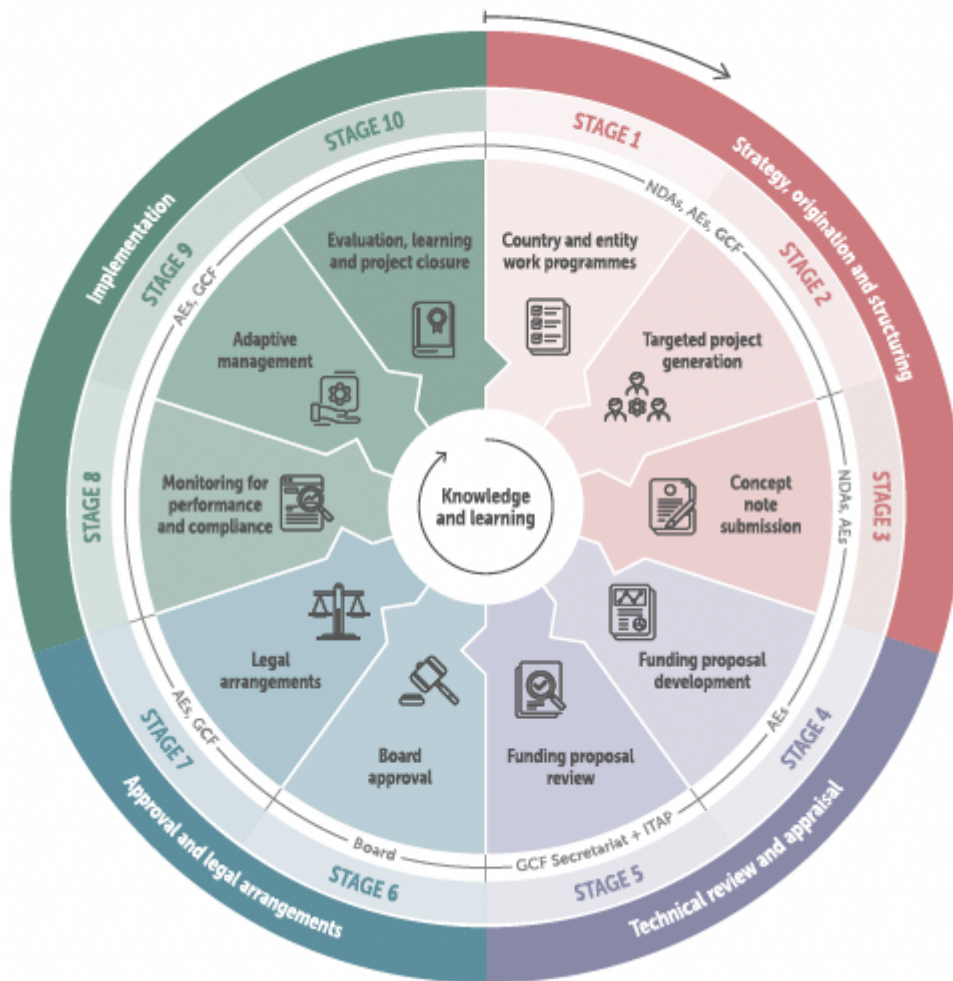 STAGE 1
Country and entity
work programmes
NDAs, AEs, GCF
Strategy, origination and structuring
STAGE 2
Targeted project
generation
STAGE 3
Concept
note
submission
NDAs, AEs
STAGE 4
Funding proposal
development
AEs
Technical review and appraisal
STAGE 5
Funding proposal
review
GCF Secretariat + ITAP
STAGE 6
Board
approval
Board
Approval and legal arrangements
STAGE 7
Legal
arrangements
AEs, GCF
STAGE 8
Monitoring for
performance
and compliance
Implementation
STAGE 9
Adaptive
management
AEs, GCF
STAGE 10
Evaluation, learning
and project closure
Knowledge
and learning